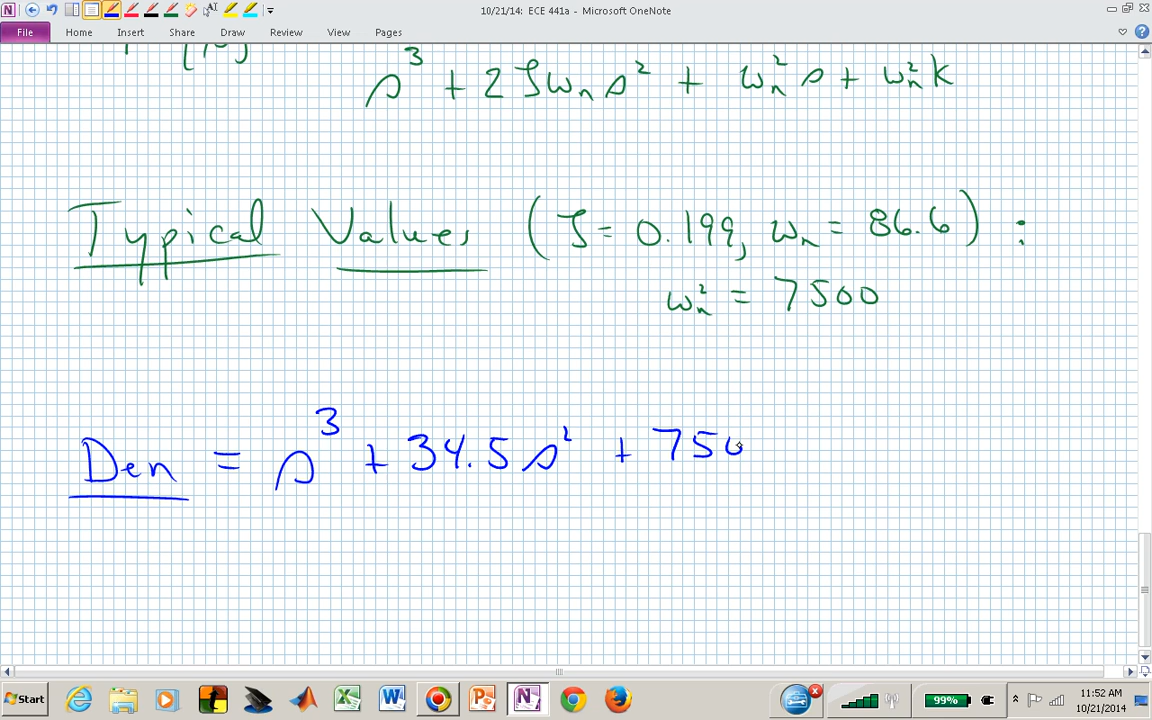 10/21/14: ECE 441a - Microsoft OneNote
File Home Insert Share Draw Review View Pages
s³ + 2ζωₙs² + ωₙ²s + ωₙ²k
Typical Values (ζ = 0.199, ωₙ = 86.6) :
ωₙ² = 7500
Den = s³ + 34.5s² + 750
Start
99%
11:52 AM
10/21/2014